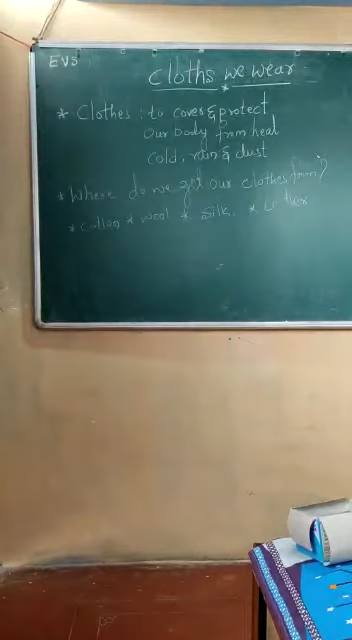 EVS
Cloths we wear
* Clothes : to cover & protect
our body from heal
cold, rain & dust
* Where do we get our clothes from?
* cotton * wool * silk. *